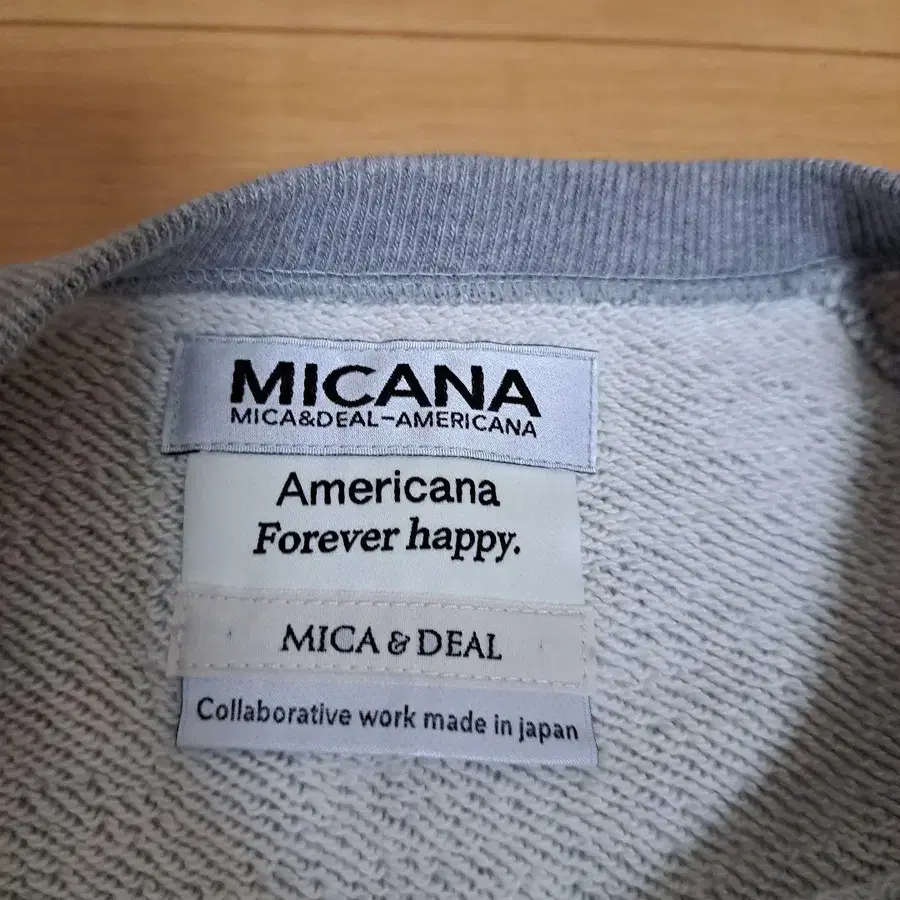 MICANA
MICA&DEAL-AMERICANA
Americana
Forever happy.
MICA & DEAL
Collaborative work made in japan